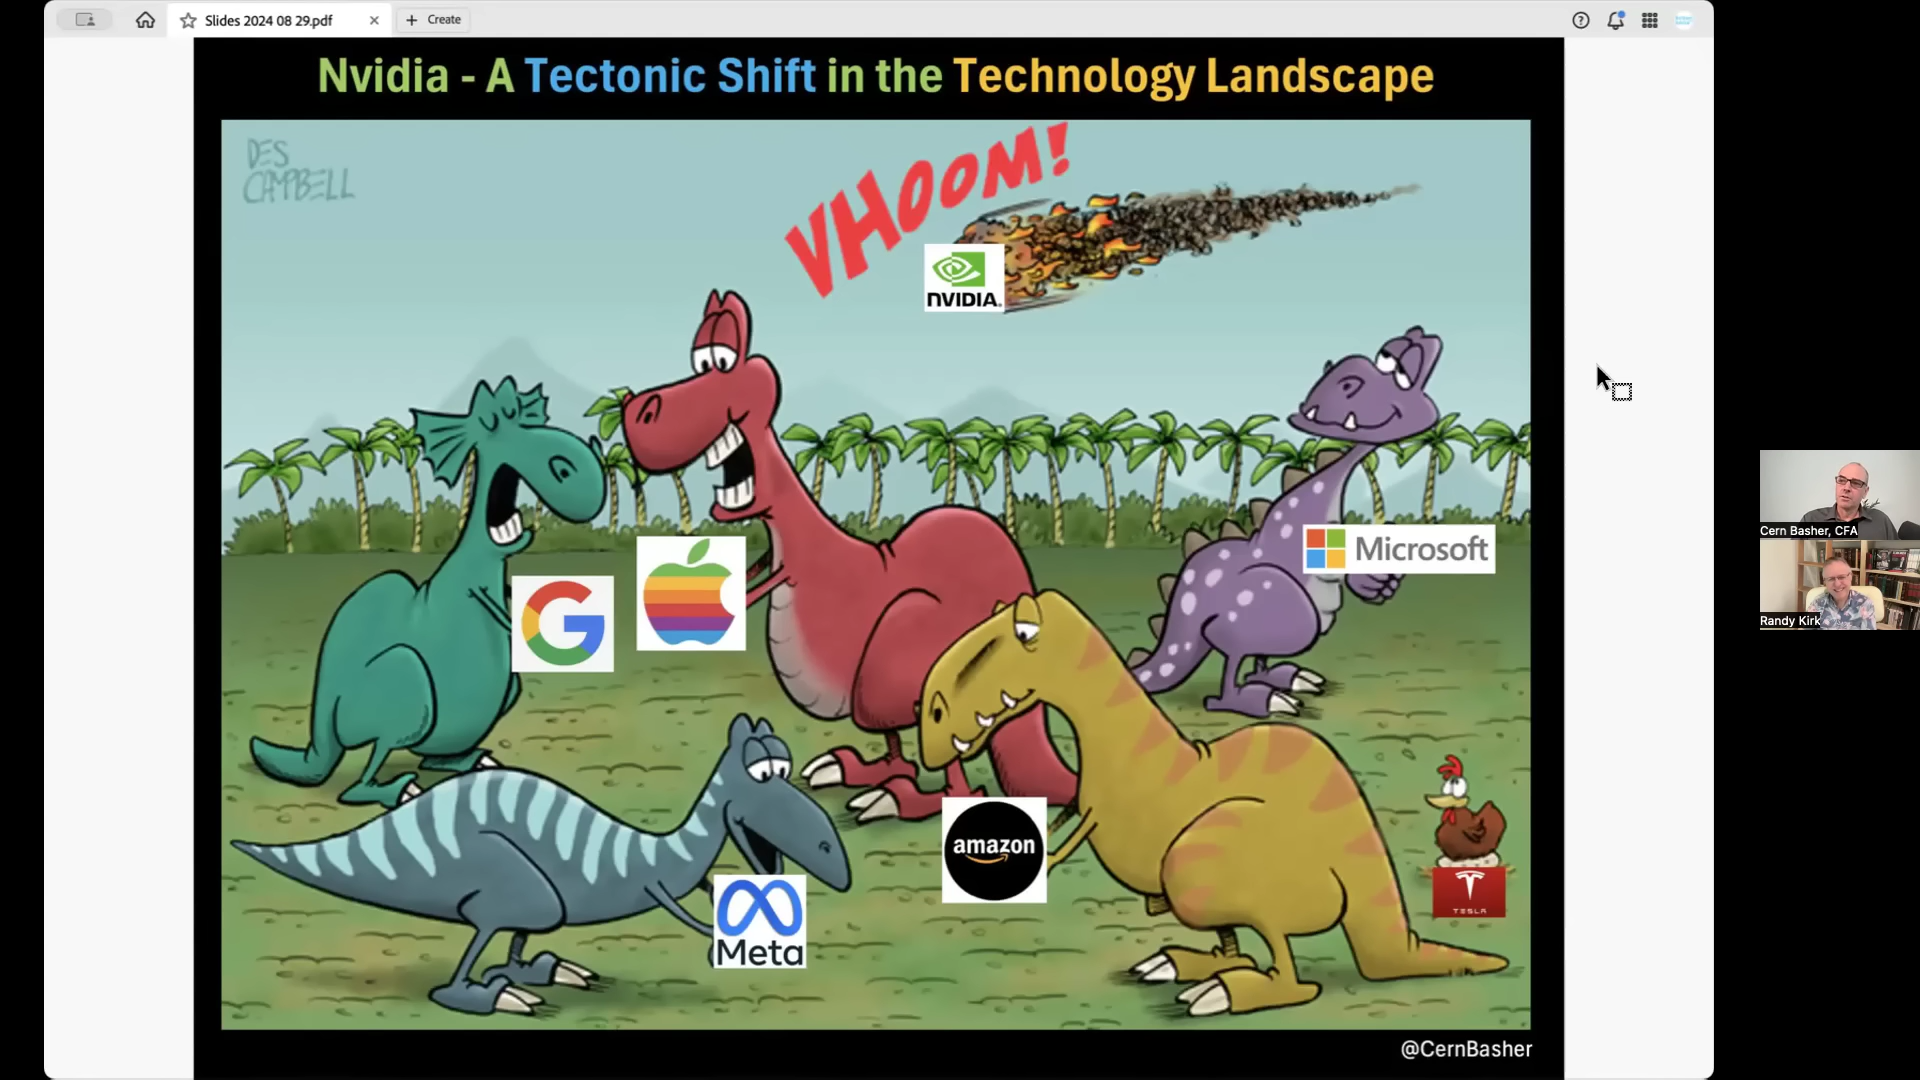 Slides 2024 08 29.pdf
Create
Nvidia - A Tectonic Shift in the Technology Landscape
DES
CAMPBELL
VHOOM!
NVIDIA.
Microsoft
G
amazon
TESLA
Meta
@CernBasher
Cern Basher, CFA
Randy Kirk